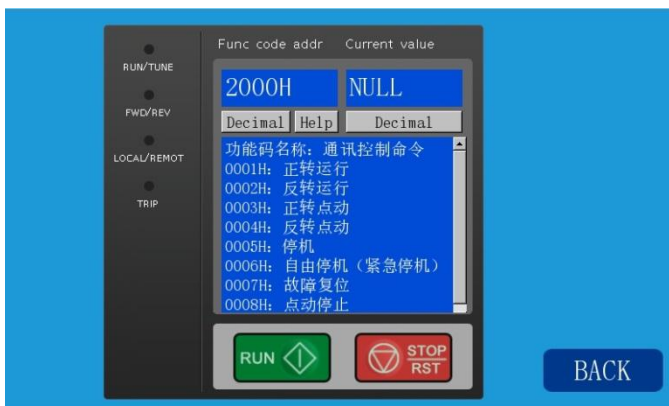 Func code addr Current value
RUN/TUNE
2000H NULL
FWD/REV
Decimal Help Decimal
LOCAL/REMOT
TRIP
功能码名称：通讯控制命令
0001H：正转运行
0002H：反转运行
0003H：正转点动
0004H：反转点动
0005H：停机
0006H：自由停机（紧急停机）
0007H：故障复位
0008H：点动停止
RUN
STOP
RST
BACK